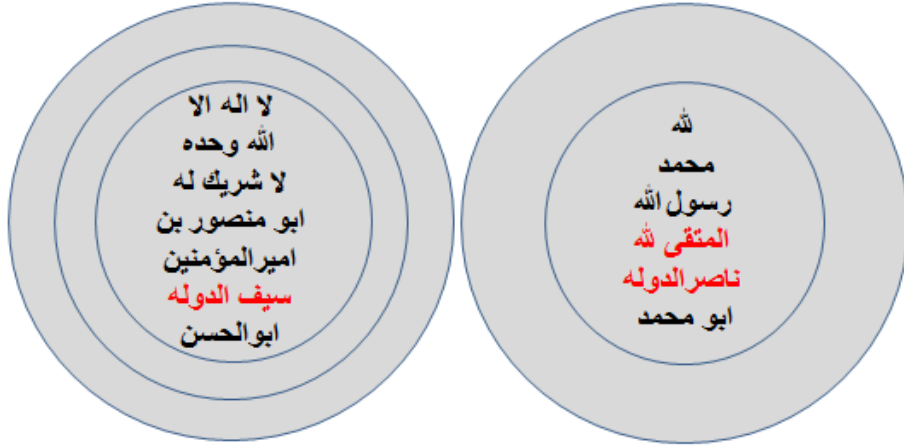 لا اله الا
الله وحده
لا شريك له
ابو منصور بن
اميرالمؤمنين
سيف الدوله
ابوالحسن
لله
محمد
رسول الله
المتقى لله
ناصرالدوله
ابو محمد